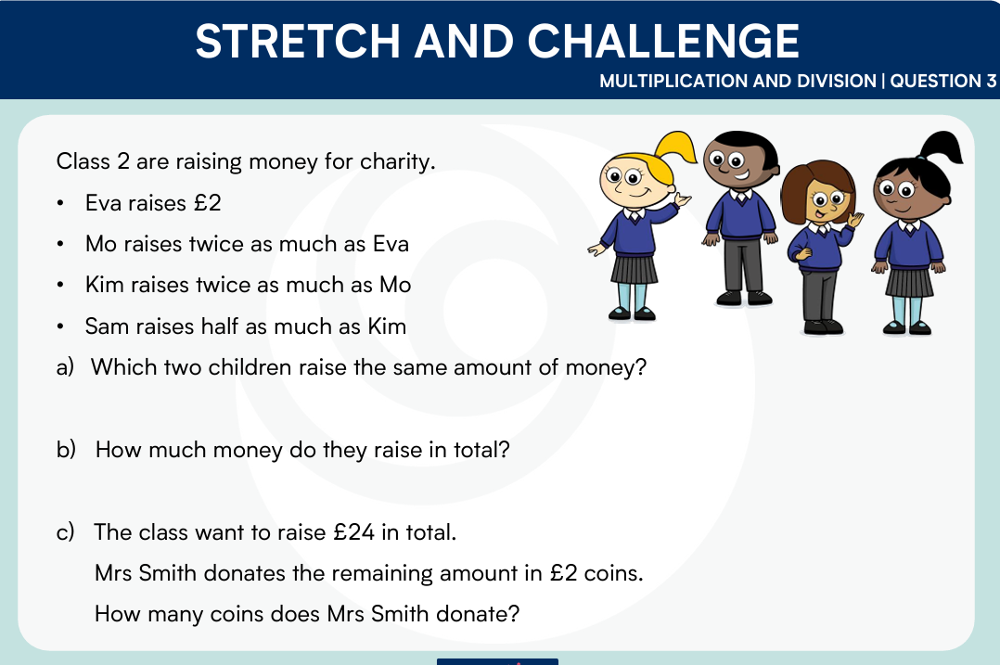 STRETCH AND CHALLENGE
MULTIPLICATION AND DIVISION | QUESTION 3
Class 2 are raising money for charity.
• Eva raises £2
• Mo raises twice as much as Eva
• Kim raises twice as much as Mo
• Sam raises half as much as Kim
a) Which two children raise the same amount of money?
b) How much money do they raise in total?
c) The class want to raise £24 in total.
Mrs Smith donates the remaining amount in £2 coins.
How many coins does Mrs Smith donate?